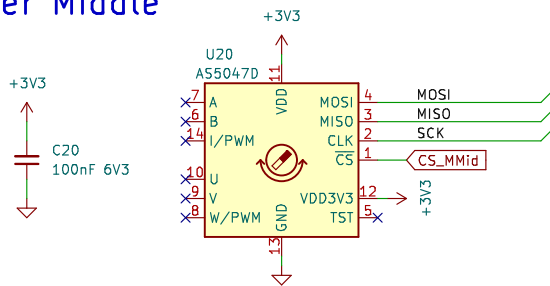 er Middle
+3V3
U20
AS5047D
+3V3
C20
100nF 6V3
11
VDD
7 A
6 B
14 I/PWM
10 U
9 V
8 W/PWM
MOSI 4 MOSI
MISO 3 MISO
CLK 2 SCK
CS 1 CS_MMid
VDD3V3 12 +3V3
TST 5
GND
13